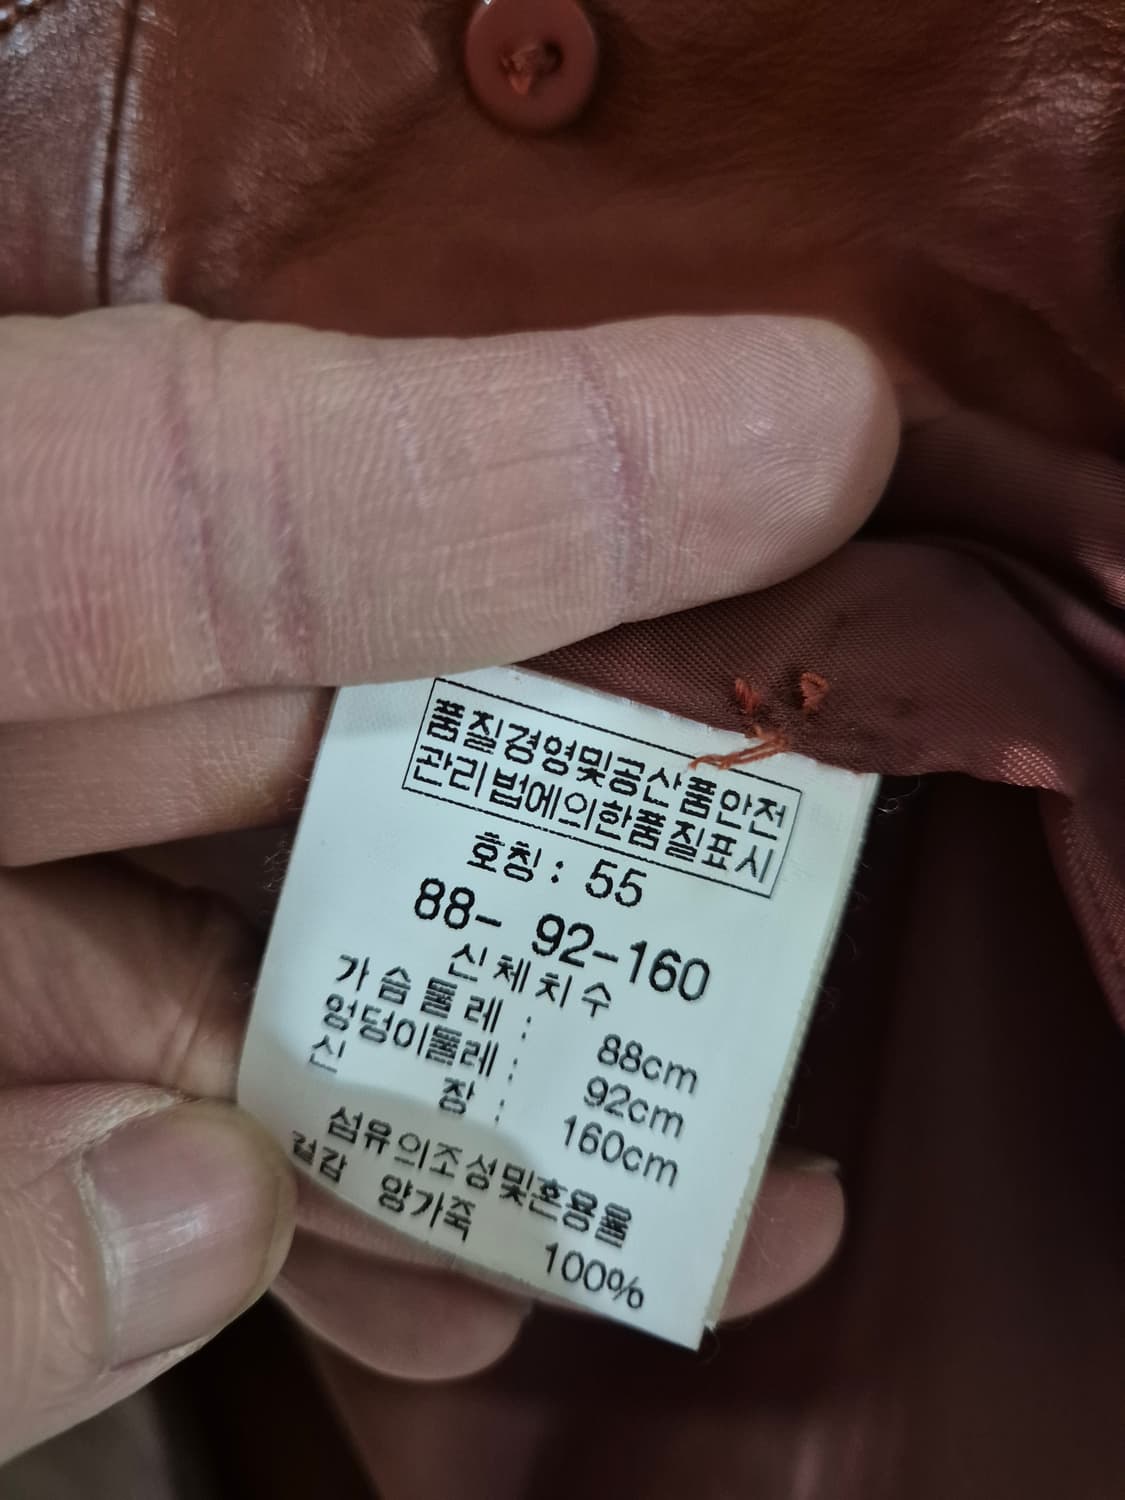 품질경영및공산품안전
관리법에의한품질표시
호칭: 55
88- 92-160
신체치수
가슴둘레 : 88cm
엉덩이둘레 : 92cm
신 장 : 160cm
섬유의조성및혼용율
겉감 양가죽 100%